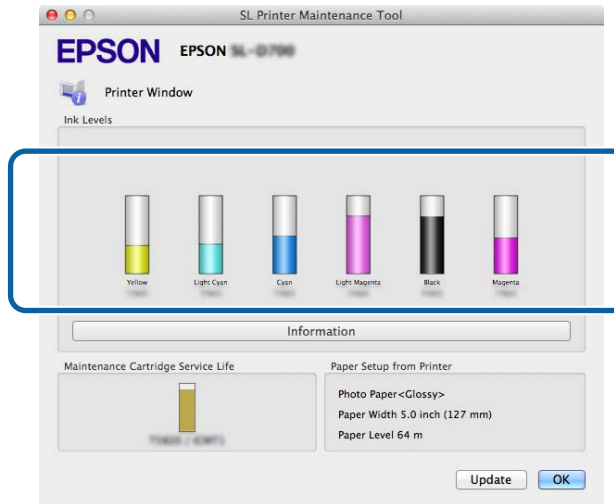 SL Printer Maintenance Tool
EPSON EPSON
Printer Window
Ink Levels
Yellow Light Cyan Cyan Light Magenta Black Magenta
Information
Maintenance Cartridge Service Life
Paper Setup from Printer
Photo Paper<Glossy>
Paper Width 5.0 inch (127 mm)
Paper Level 64 m
Update OK